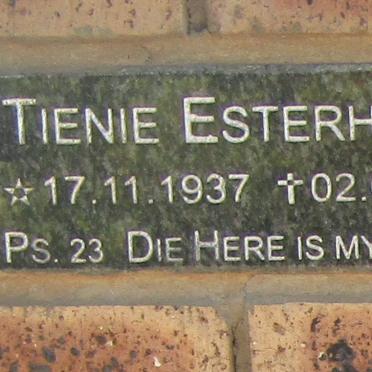 TIENIE ESTERH
☆ 17.11.1937 ✝ 02.
PS. 23 DIE HERE IS MY